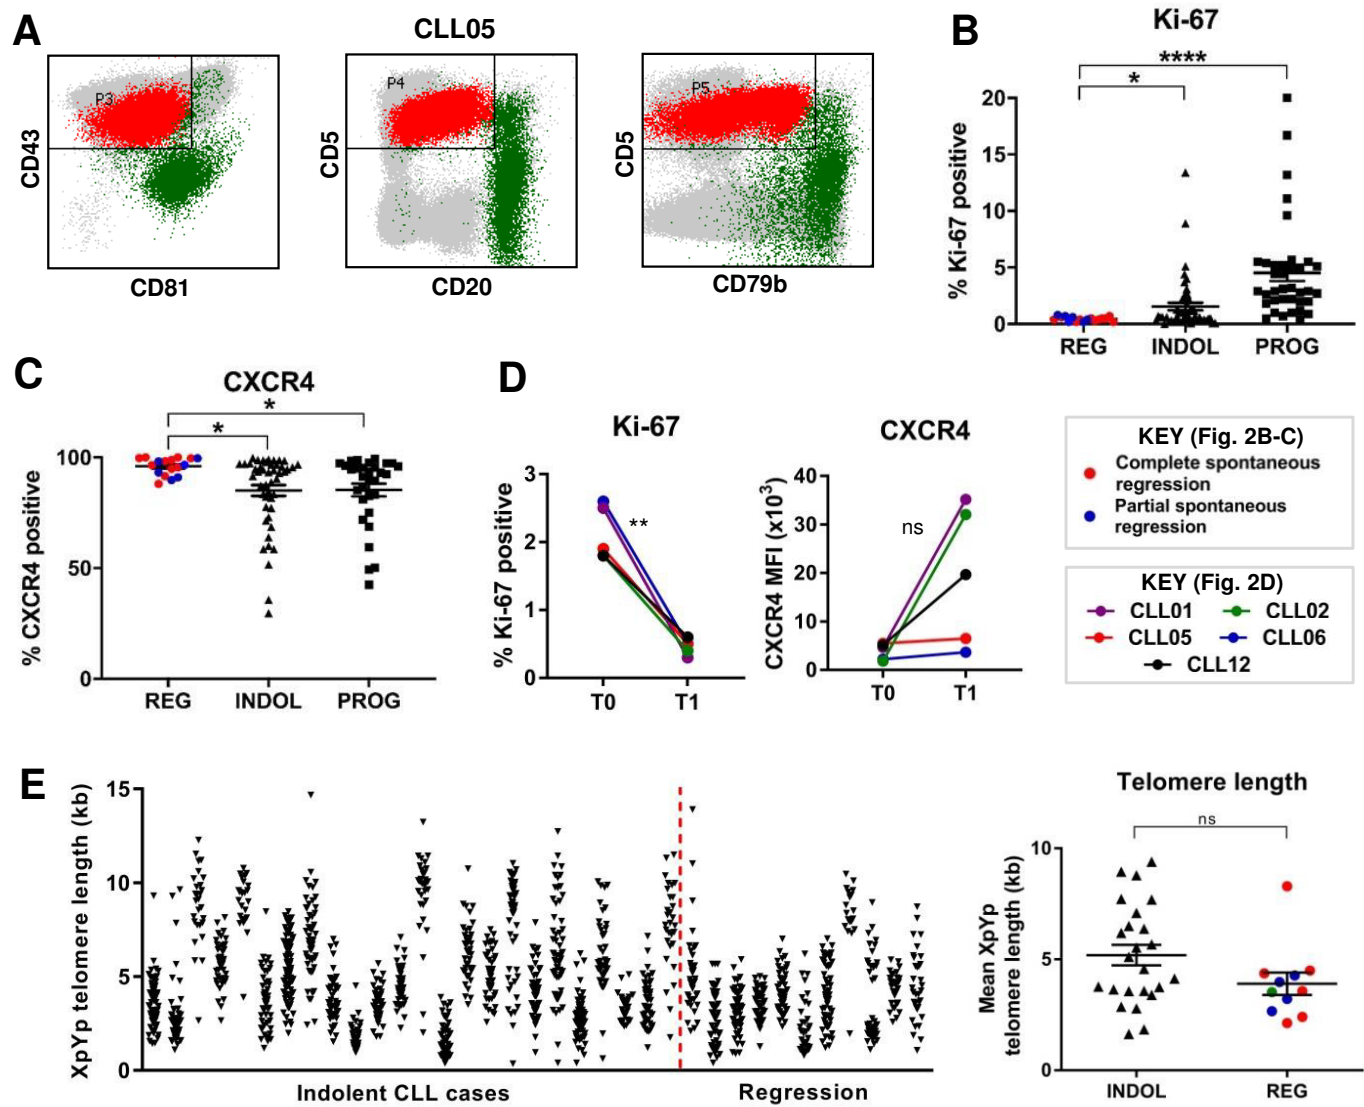 A
CLL05
P3
CD43
CD81
P4
CD5
CD20
P5
CD5
CD79b
B
Ki-67
****
*
% Ki-67 positive
20
15
10
5
0
REG INDOL PROG
C
CXCR4
*
*
% CXCR4 positive
100
50
0
REG INDOL PROG
D
Ki-67
% Ki-67 positive
3
2
1
0
**
T0 T1
CXCR4
CXCR4 MFI (x10³)
40
30
20
10
0
ns
T0 T1
KEY (Fig. 2B-C)
Complete spontaneous
regression
Partial spontaneous
regression
KEY (Fig. 2D)
CLL01 CLL02
CLL05 CLL06
CLL12
E
XpYp telomere length (kb)
15
10
5
0
Indolent CLL cases Regression
Telomere length
ns
Mean XpYp
telomere length (kb)
10
5
0
INDOL REG